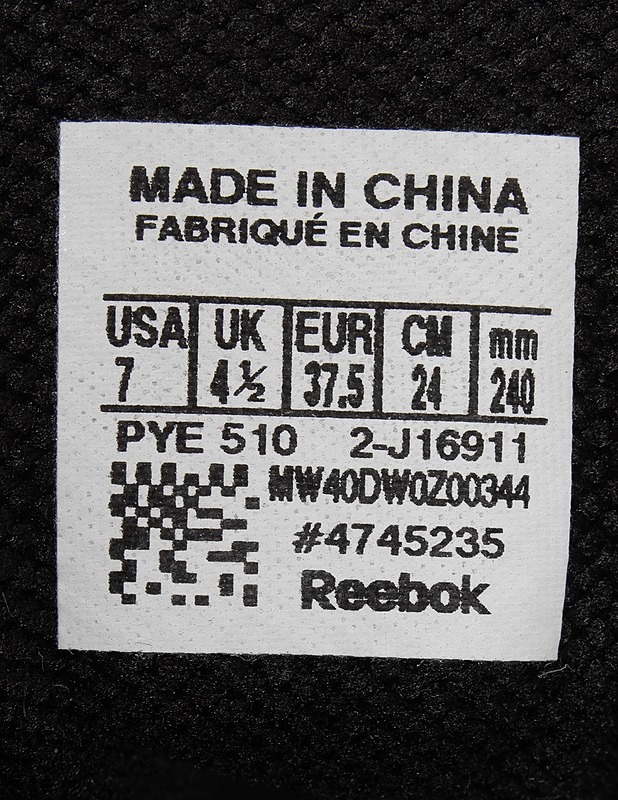 MADE IN CHINA
FABRIQUÉ EN CHINE
USA UK EUR CM mm
7 4½ 37.5 24 240
PYE 510 2-J16911
MW40DW0Z00344
#4745235
Reebok